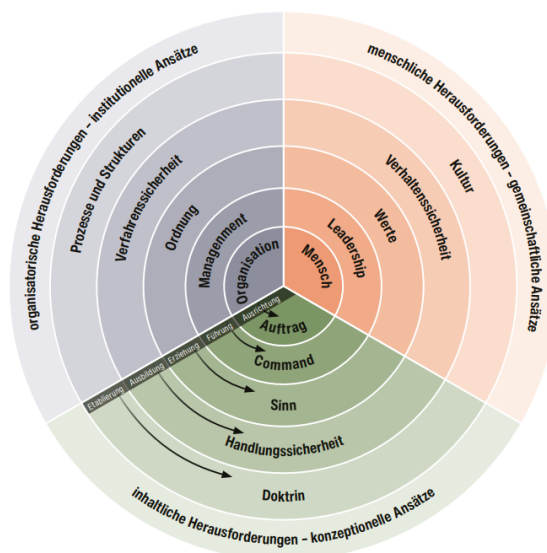 organisatorische Herausforderungen – institutionelle Ansätze
Prozesse und Strukturen
Verfahrenssicherheit
Ordnung
Management
Organisation
menschliche Herausforderungen – gemeinschaftliche Ansätze
Kultur
Verhaltenssicherheit
Werte
Leadership
Mensch
Etablierung
Ausbildung
Erziehung
Führung
Ausrichtung
Auftrag
Command
Sinn
Handlungssicherheit
Doktrin
inhaltliche Herausforderungen – konzeptionelle Ansätze